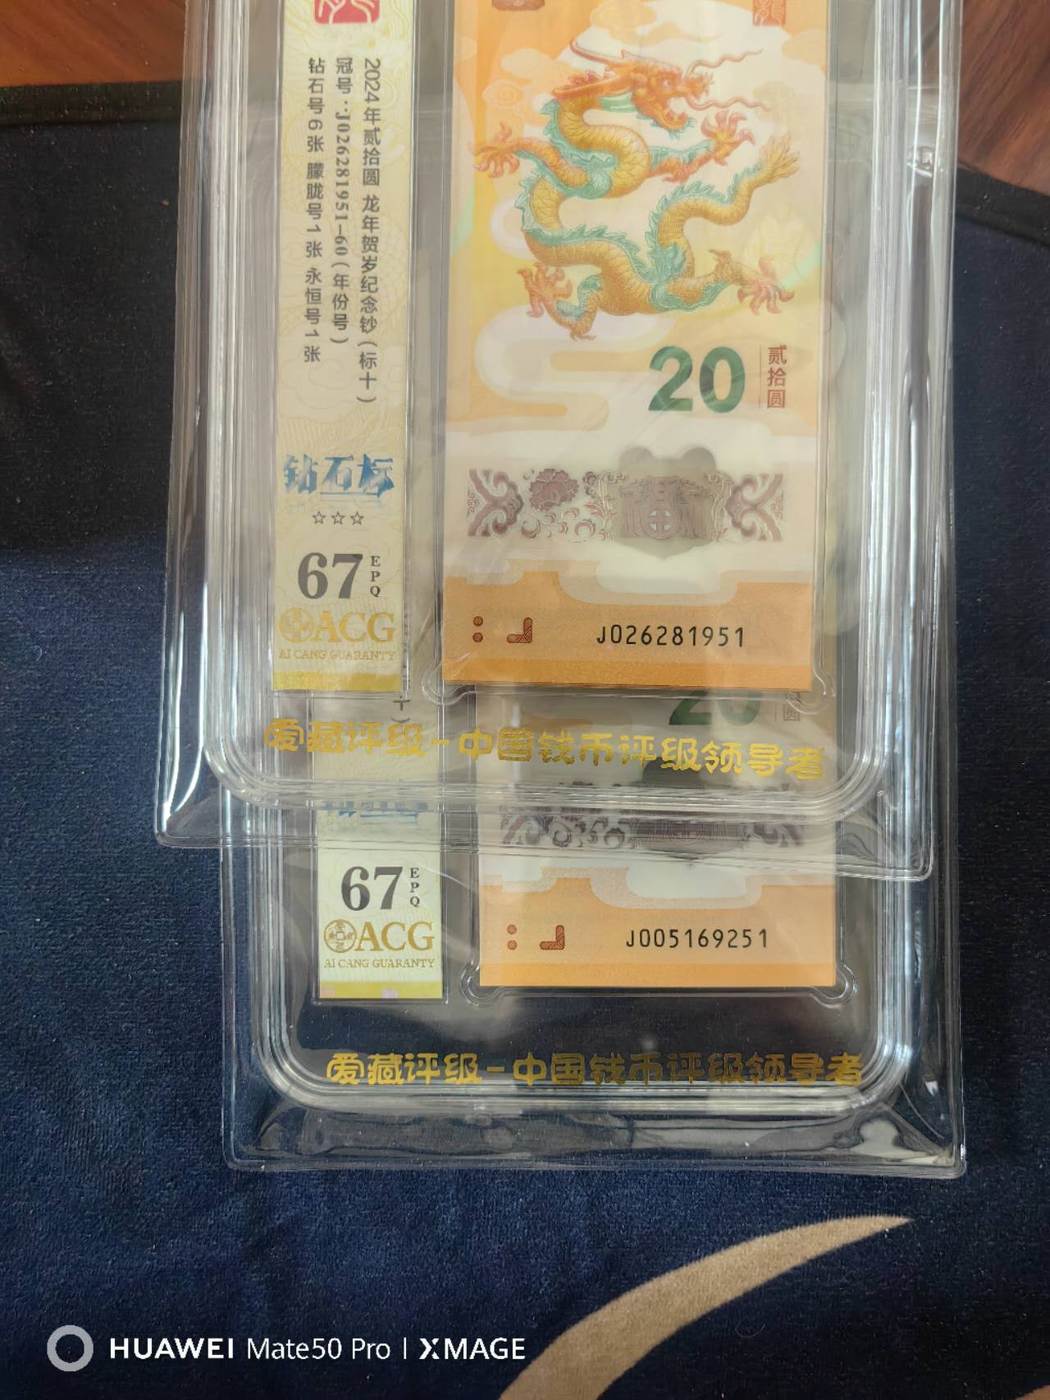 2024年贰拾圆 龙年贺岁纪念钞(标十)
冠号:J026281951-60(年份号)
钻石号6张 朦胧号1张 永恒号1张
钻石标
☆☆☆
67
EPQ
ACG
AI CANG GUARANTY
20
贰拾圆
J026281951
爱藏评级-中国钱币评级领导者
十)
20
圆
67
EPQ
ACG
AI CANG GUARANTY
J005169251
爱藏评级-中国钱币评级领导者
HUAWEI Mate50 Pro | XMAGE